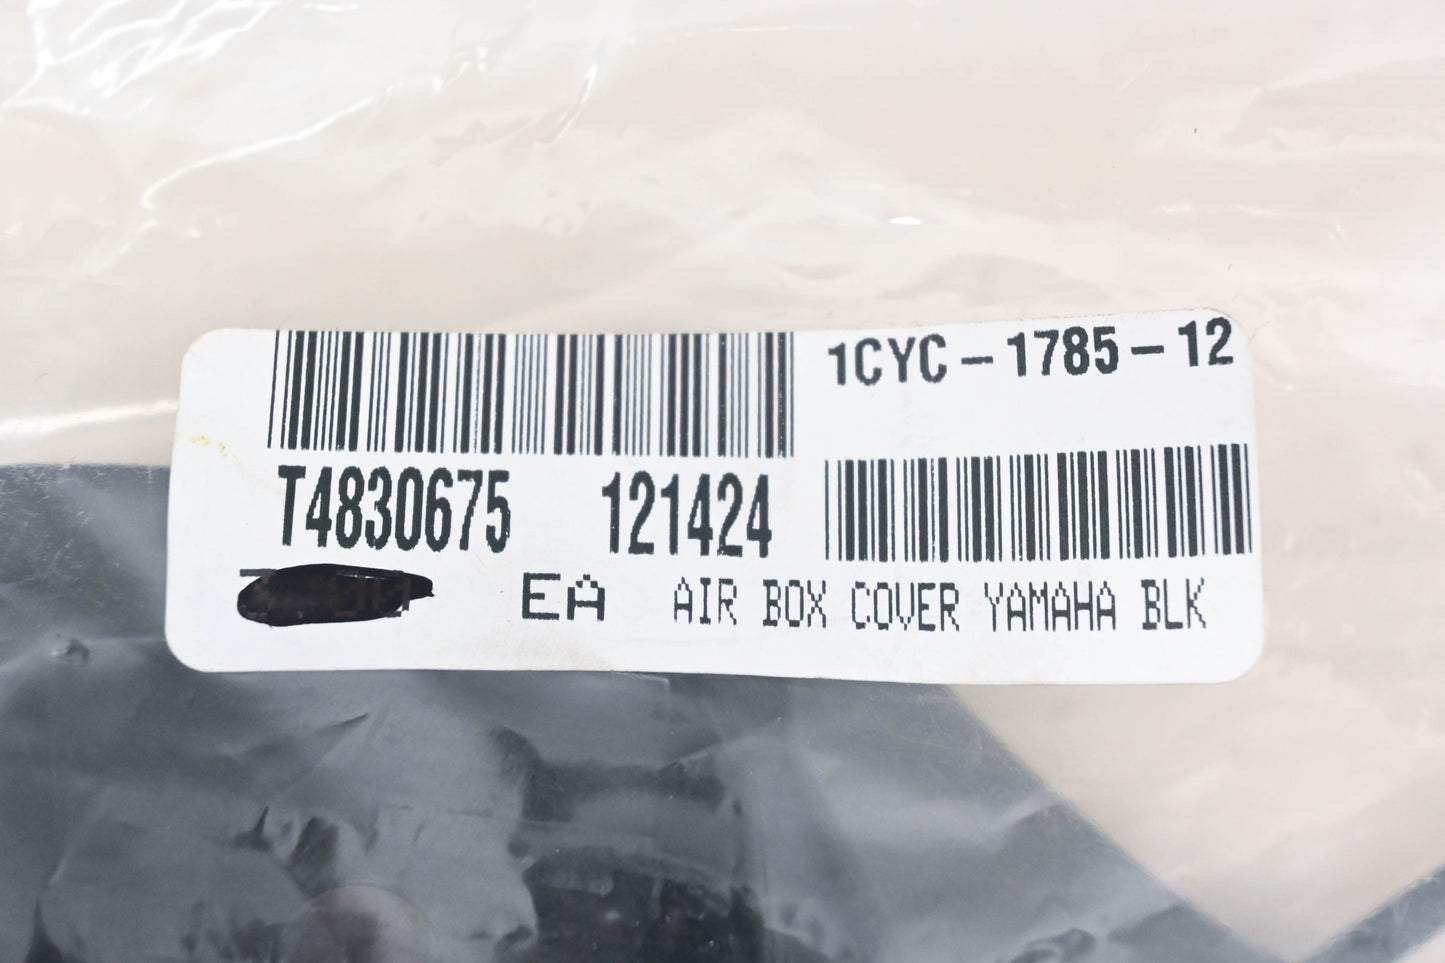 1CYC-1785-12
T4830675 121424
EA AIR BOX COVER YAMAHA BLK